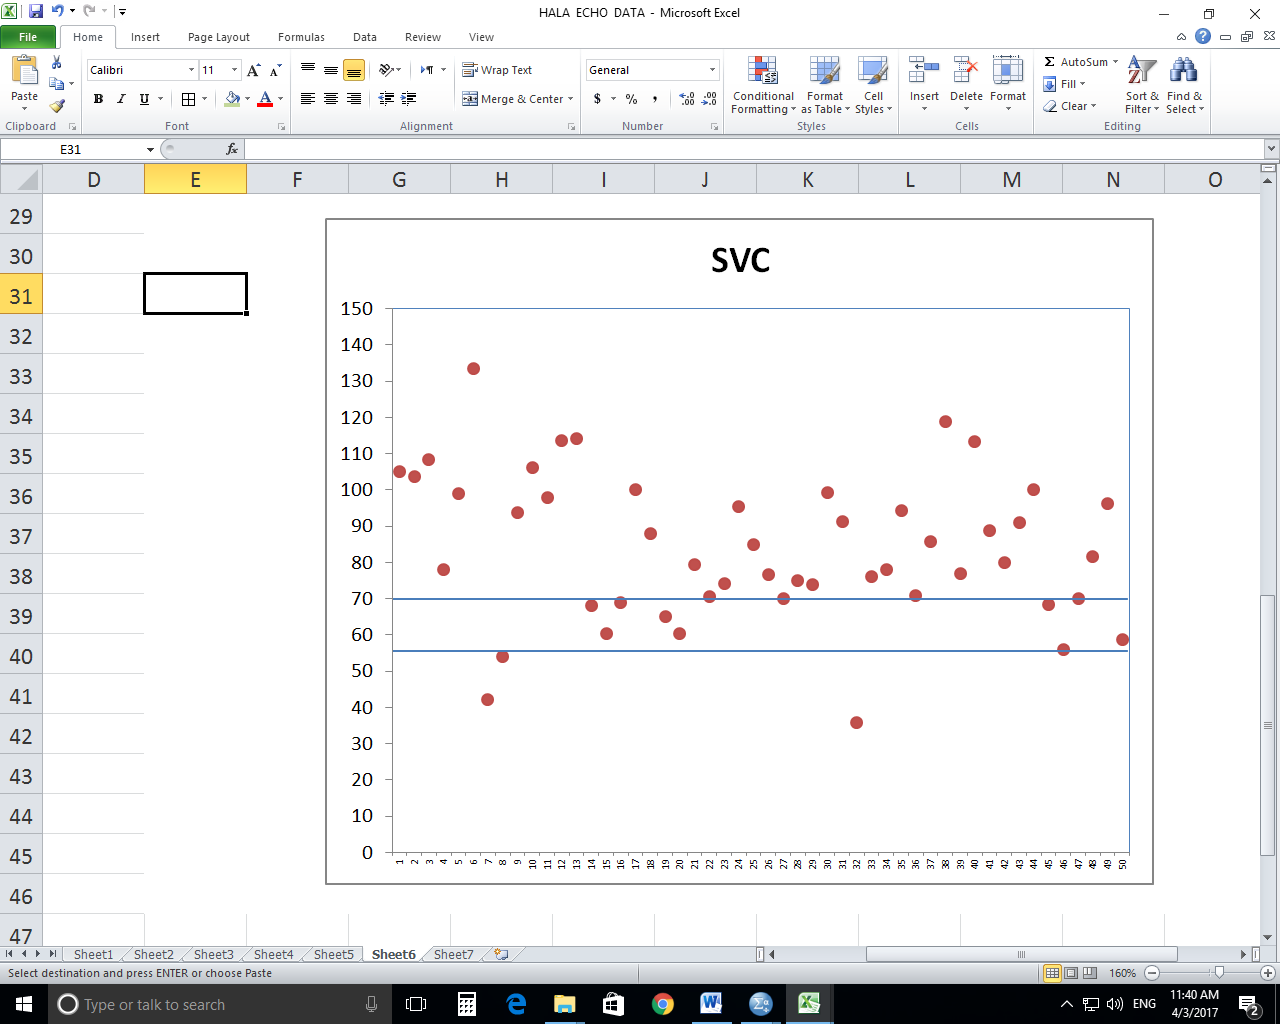 HALA ECHO DATA - Microsoft Excel
File Home Insert Page Layout Formulas Data Review View
Paste
Calibri 11
B I U
A A
A
Wrap Text
Merge & Center
General
$ % ,
.00 .0
Conditional Formatting
Format as Table
Cell Styles
Insert Delete Format
Σ AutoSum
Fill
Clear
Sort & Filter
Find & Select
Clipboard Font Alignment Number Styles Cells Editing
E31 fx
D E F G H I J K L M N O
29
30
31
32
33
34
35
36
37
38
39
40
41
42
43
44
45
46
47
SVC
150
140
130
120
110
100
90
80
70
60
50
40
30
20
10
0
1 2 3 4 5 6 7 8 9 10 11 12 13 14 15 16 17 18 19 20 21 22 23 24 25 26 27 28 29 30 31 32 33 34 35 36 37 38 39 40 41 42 43 44 45 46 47 48 49 50
Sheet1 Sheet2 Sheet3 Sheet4 Sheet5 Sheet6 Sheet7
Select destination and press ENTER or choose Paste
160%
Type or talk to search
ENG
11:40 AM
4/3/2017
2